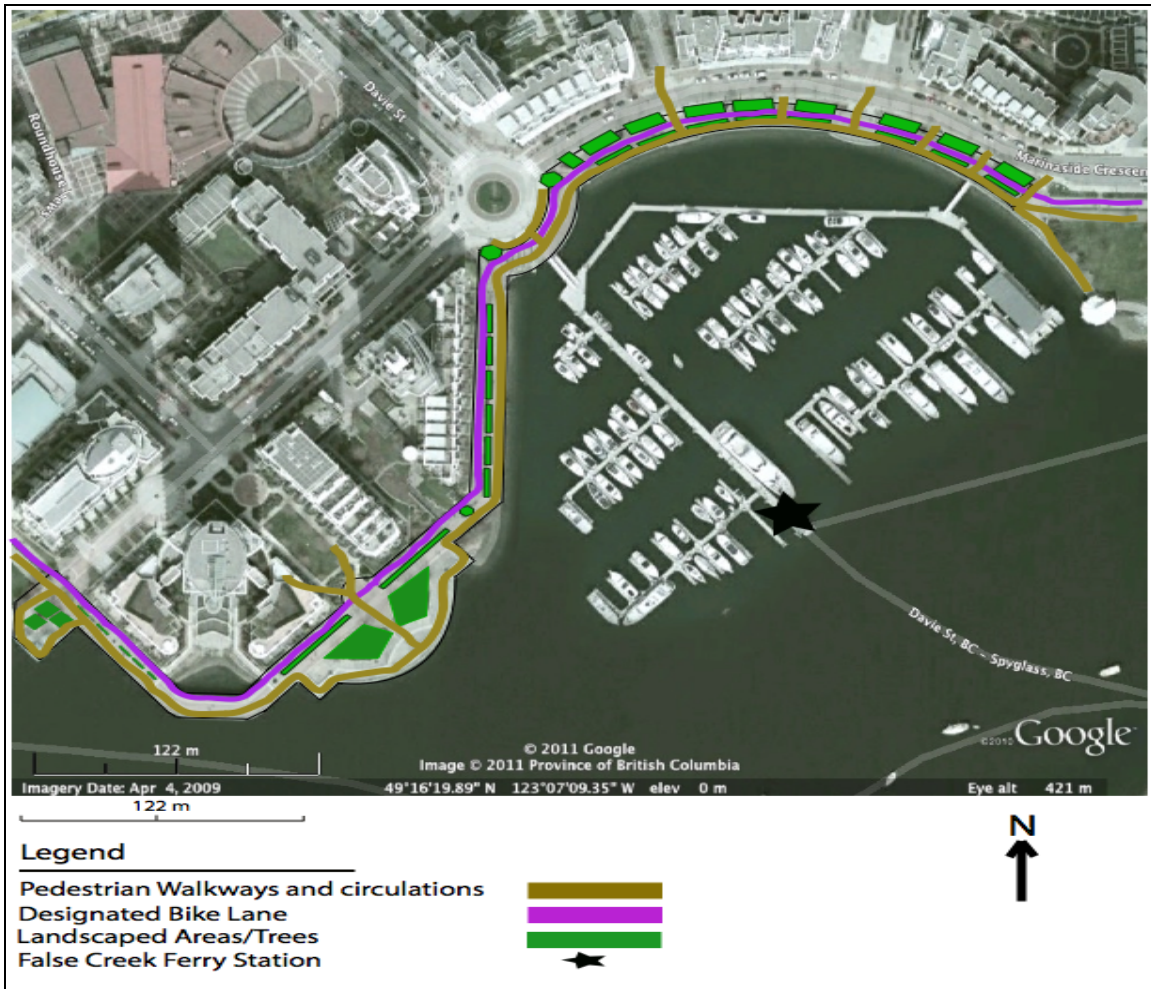 Davie St
Roundhouse Mews
Marinaside Crescen
Davie St, BC - Spyglass, BC
©2010 Google
122 m
© 2011 Google
Image © 2011 Province of British Columbia
Imagery Date: Apr 4, 2009 49°16'19.89" N 123°07'09.35" W elev 0 m Eye alt 421 m
122 m
N
Legend
Pedestrian Walkways and circulations
Designated Bike Lane
Landscaped Areas/Trees
False Creek Ferry Station